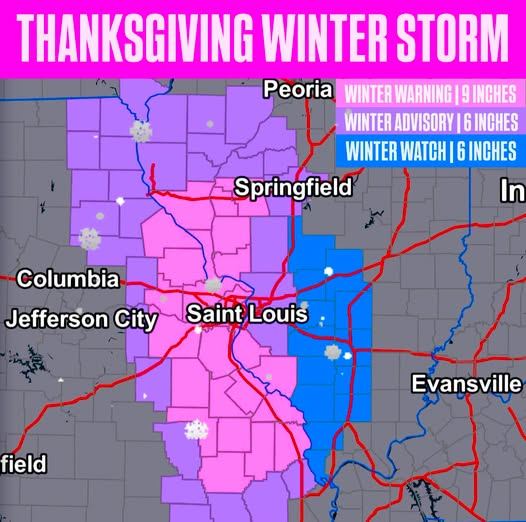 THANKSGIVING WINTER STORM
Peoria
WINTER WARNING | 9 INCHES
WINTER ADVISORY | 6 INCHES
WINTER WATCH | 6 INCHES
Springfield
In
Columbia
Jefferson City
Saint Louis
Evansville
field